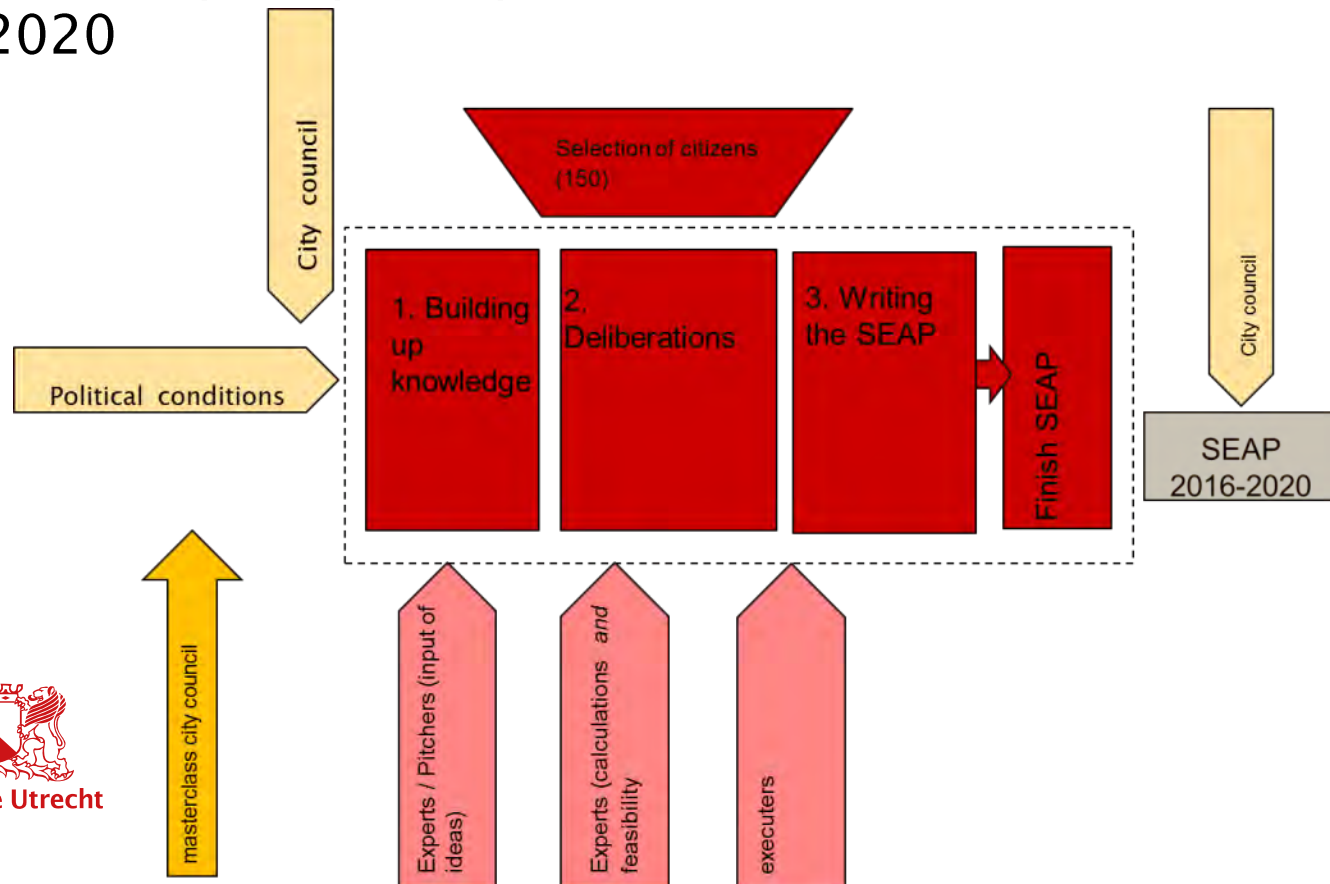 2020
City council
Selection of citizens
(150)
City council
Political conditions
1. Building
up
knowledge
2.
Deliberations
3. Writing
the SEAP
Finish SEAP
SEAP
2016-2020
masterclass city council
Experts / Pitchers (input of
ideas)
Experts (calculations and
feasibility
executers
Utrecht